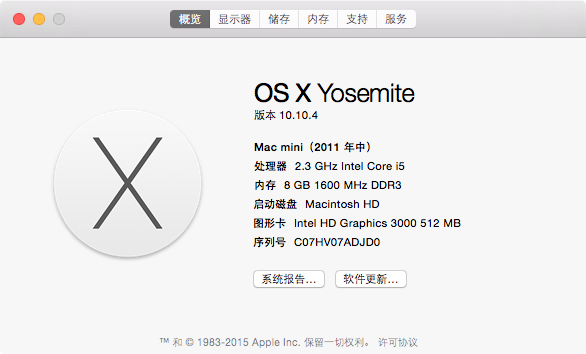 概览 显示器 储存 内存 支持 服务
OS X Yosemite
版本 10.10.4
Mac mini（2011 年中）
处理器 2.3 GHz Intel Core i5
内存 8 GB 1600 MHz DDR3
启动磁盘 Macintosh HD
图形卡 Intel HD Graphics 3000 512 MB
序列号 C07HV07ADJD0
系统报告... 软件更新...
™ 和 © 1983-2015 Apple Inc. 保留一切权利。 许可协议